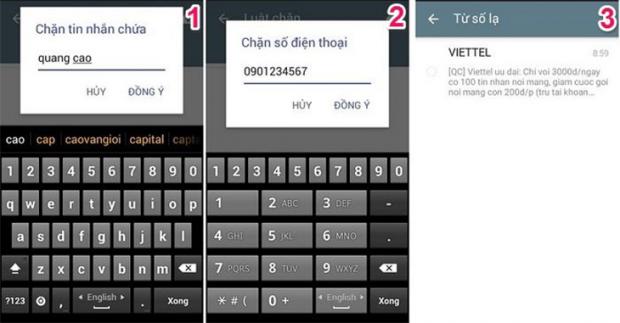 1
Chặn tin nhắn chứa
quang cao
HỦY ĐỒNG Ý
cao cap caovangioi capital capt
1 2 3 4 5 6 7 8 9 0
q w e r t y u i o p
a s d f g h j k l
z x c v b n m
?123 , English . Xong
2
Luật chặn
Chặn số điện thoại
0901234567
HỦY ĐỒNG Ý
1 2 3 4 5 6 7 8 9 0
1 2 ABC 3 DEF -
4 GHI 5 JKL 6 MNO .
7 PQRS 8 TUV 9 WXYZ
* # ( 0 + English Xong
3
Từ số lạ
VIETTEL 8:59
[QC] Viettel uu dai: Chi voi 3000d/ngay
co 100 tin nhan noi mang, giam cuoc goi
noi mang con 200d/p (tru tai khoan...